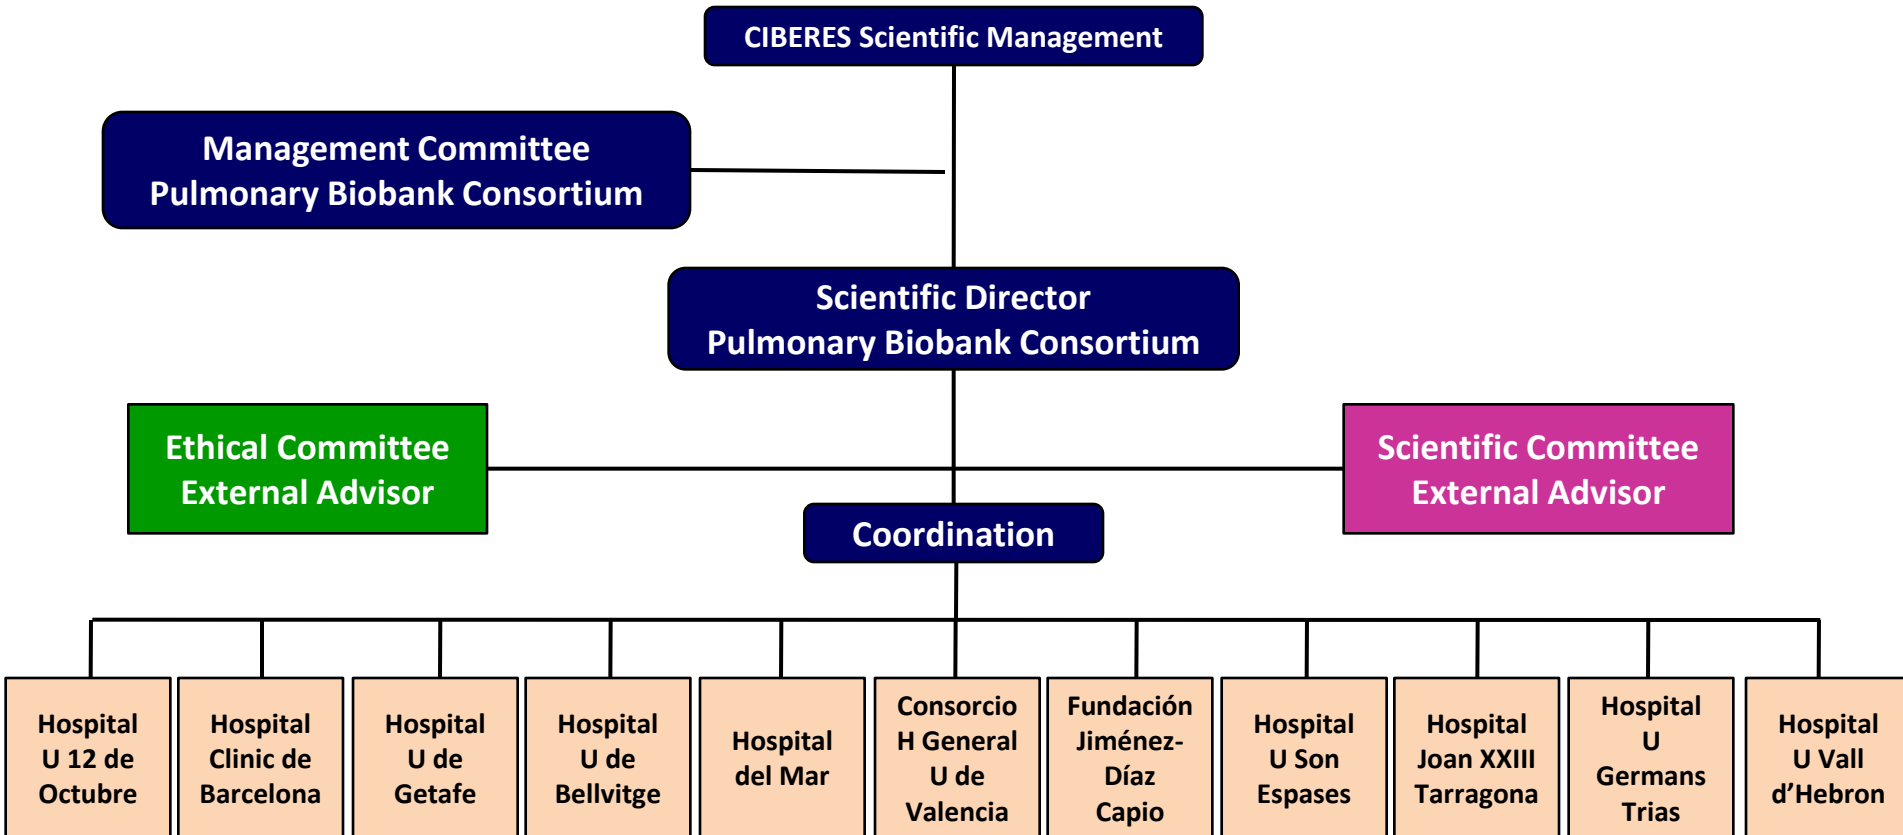 CIBERES Scientific Management
Management Committee
Pulmonary Biobank Consortium
Scientific Director
Pulmonary Biobank Consortium
Ethical Committee
External Advisor
Scientific Committee
External Advisor
Coordination
Hospital
U 12 de
Octubre
Hospital
Clinic de
Barcelona
Hospital
U de
Getafe
Hospital
U de
Bellvitge
Hospital
del Mar
Consorcio
H General
U de
Valencia
Fundación
Jiménez-
Díaz
Capio
Hospital
U Son
Espases
Hospital
Joan XXIII
Tarragona
Hospital
U
Germans
Trias
Hospital
U Vall
d’Hebron